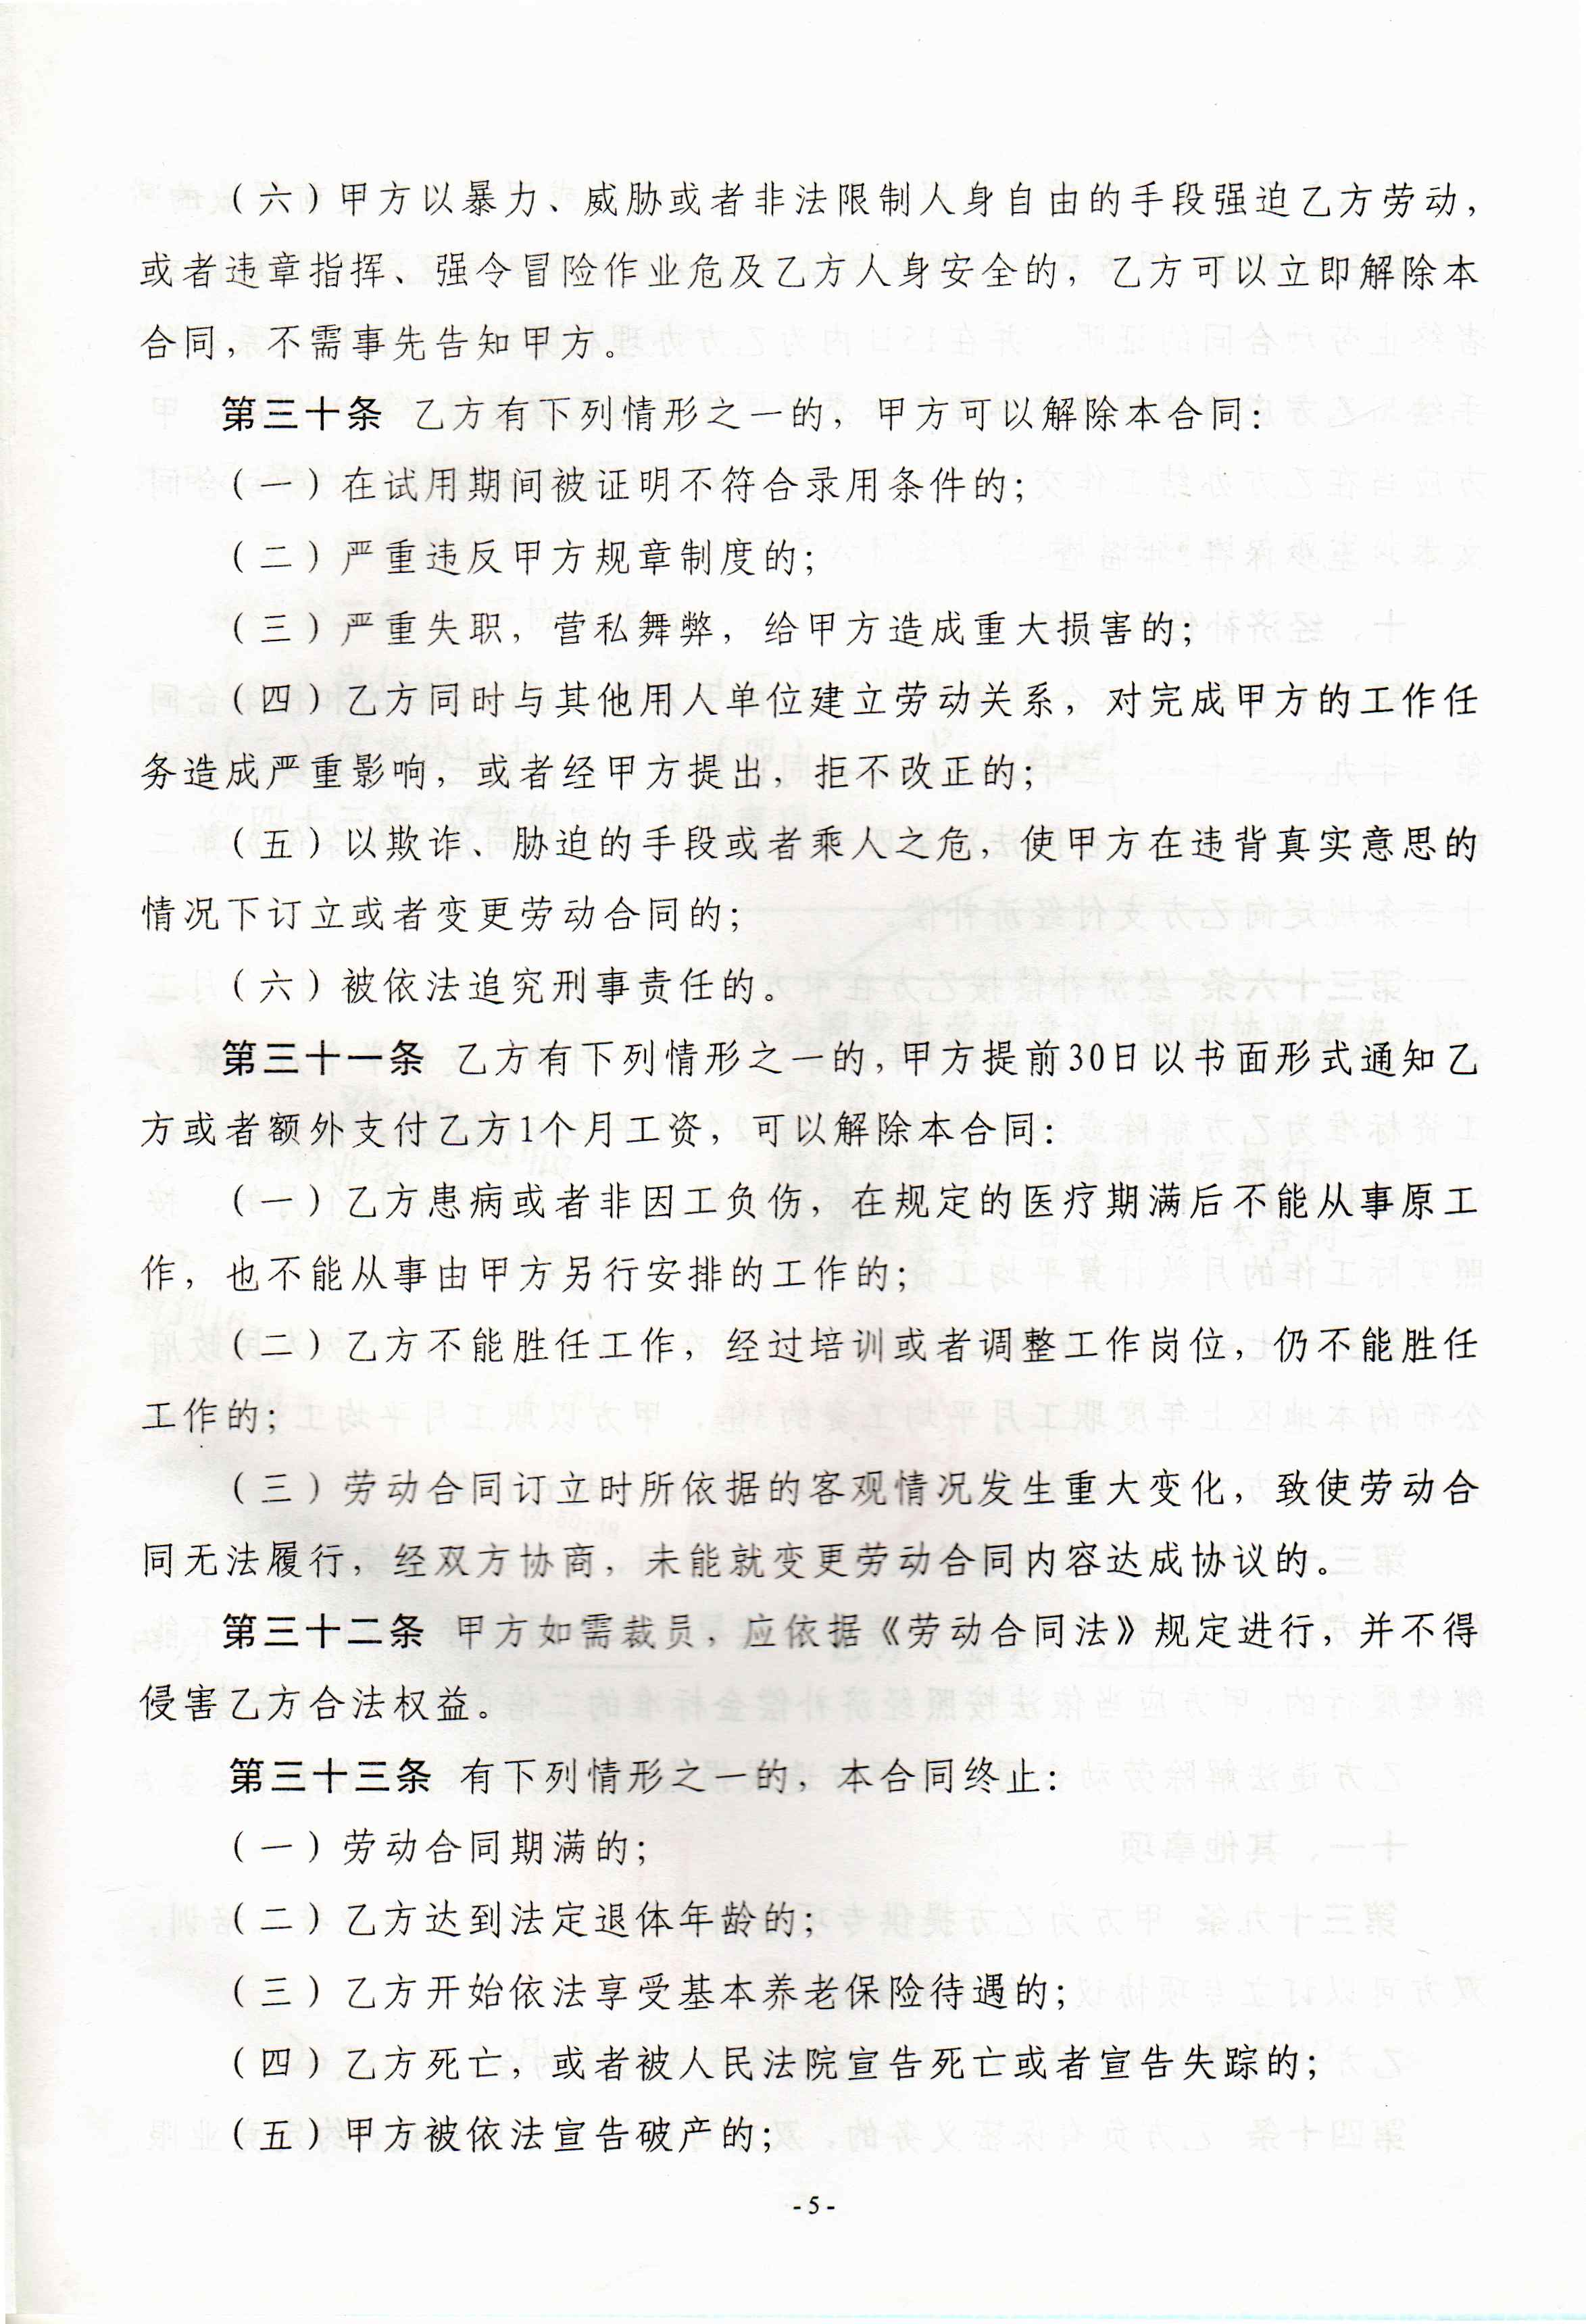 （六）甲方以暴力、威胁或者非法限制人身自由的手段强迫乙方劳动，
或者违章指挥、强令冒险作业危及乙方人身安全的，乙方可以立即解除本
合同，不需事先告知甲方。
第三十条 乙方有下列情形之一的，甲方可以解除本合同：
（一）在试用期间被证明不符合录用条件的；
（二）严重违反甲方规章制度的；
（三）严重失职，营私舞弊，给甲方造成重大损害的；
（四）乙方同时与其他用人单位建立劳动关系，对完成甲方的工作任
务造成严重影响，或者经甲方提出，拒不改正的；
（五）以欺诈、胁迫的手段或者乘人之危，使甲方在违背真实意思的
情况下订立或者变更劳动合同的；
（六）被依法追究刑事责任的。
第三十一条 乙方有下列情形之一的，甲方提前30日以书面形式通知乙
方或者额外支付乙方1个月工资，可以解除本合同：
（一）乙方患病或者非因工负伤，在规定的医疗期满后不能从事原工
作，也不能从事由甲方另行安排的工作的；
（二）乙方不能胜任工作，经过培训或者调整工作岗位，仍不能胜任
工作的；
（三）劳动合同订立时所依据的客观情况发生重大变化，致使劳动合
同无法履行，经双方协商，未能就变更劳动合同内容达成协议的。
第三十二条 甲方如需裁员，应依据《劳动合同法》规定进行，并不得
侵害乙方合法权益。
第三十三条 有下列情形之一的，本合同终止：
（一）劳动合同期满的；
（二）乙方达到法定退休年龄的；
（三）乙方开始依法享受基本养老保险待遇的；
（四）乙方死亡，或者被人民法院宣告死亡或者宣告失踪的；
（五）甲方被依法宣告破产的；
- 5 -